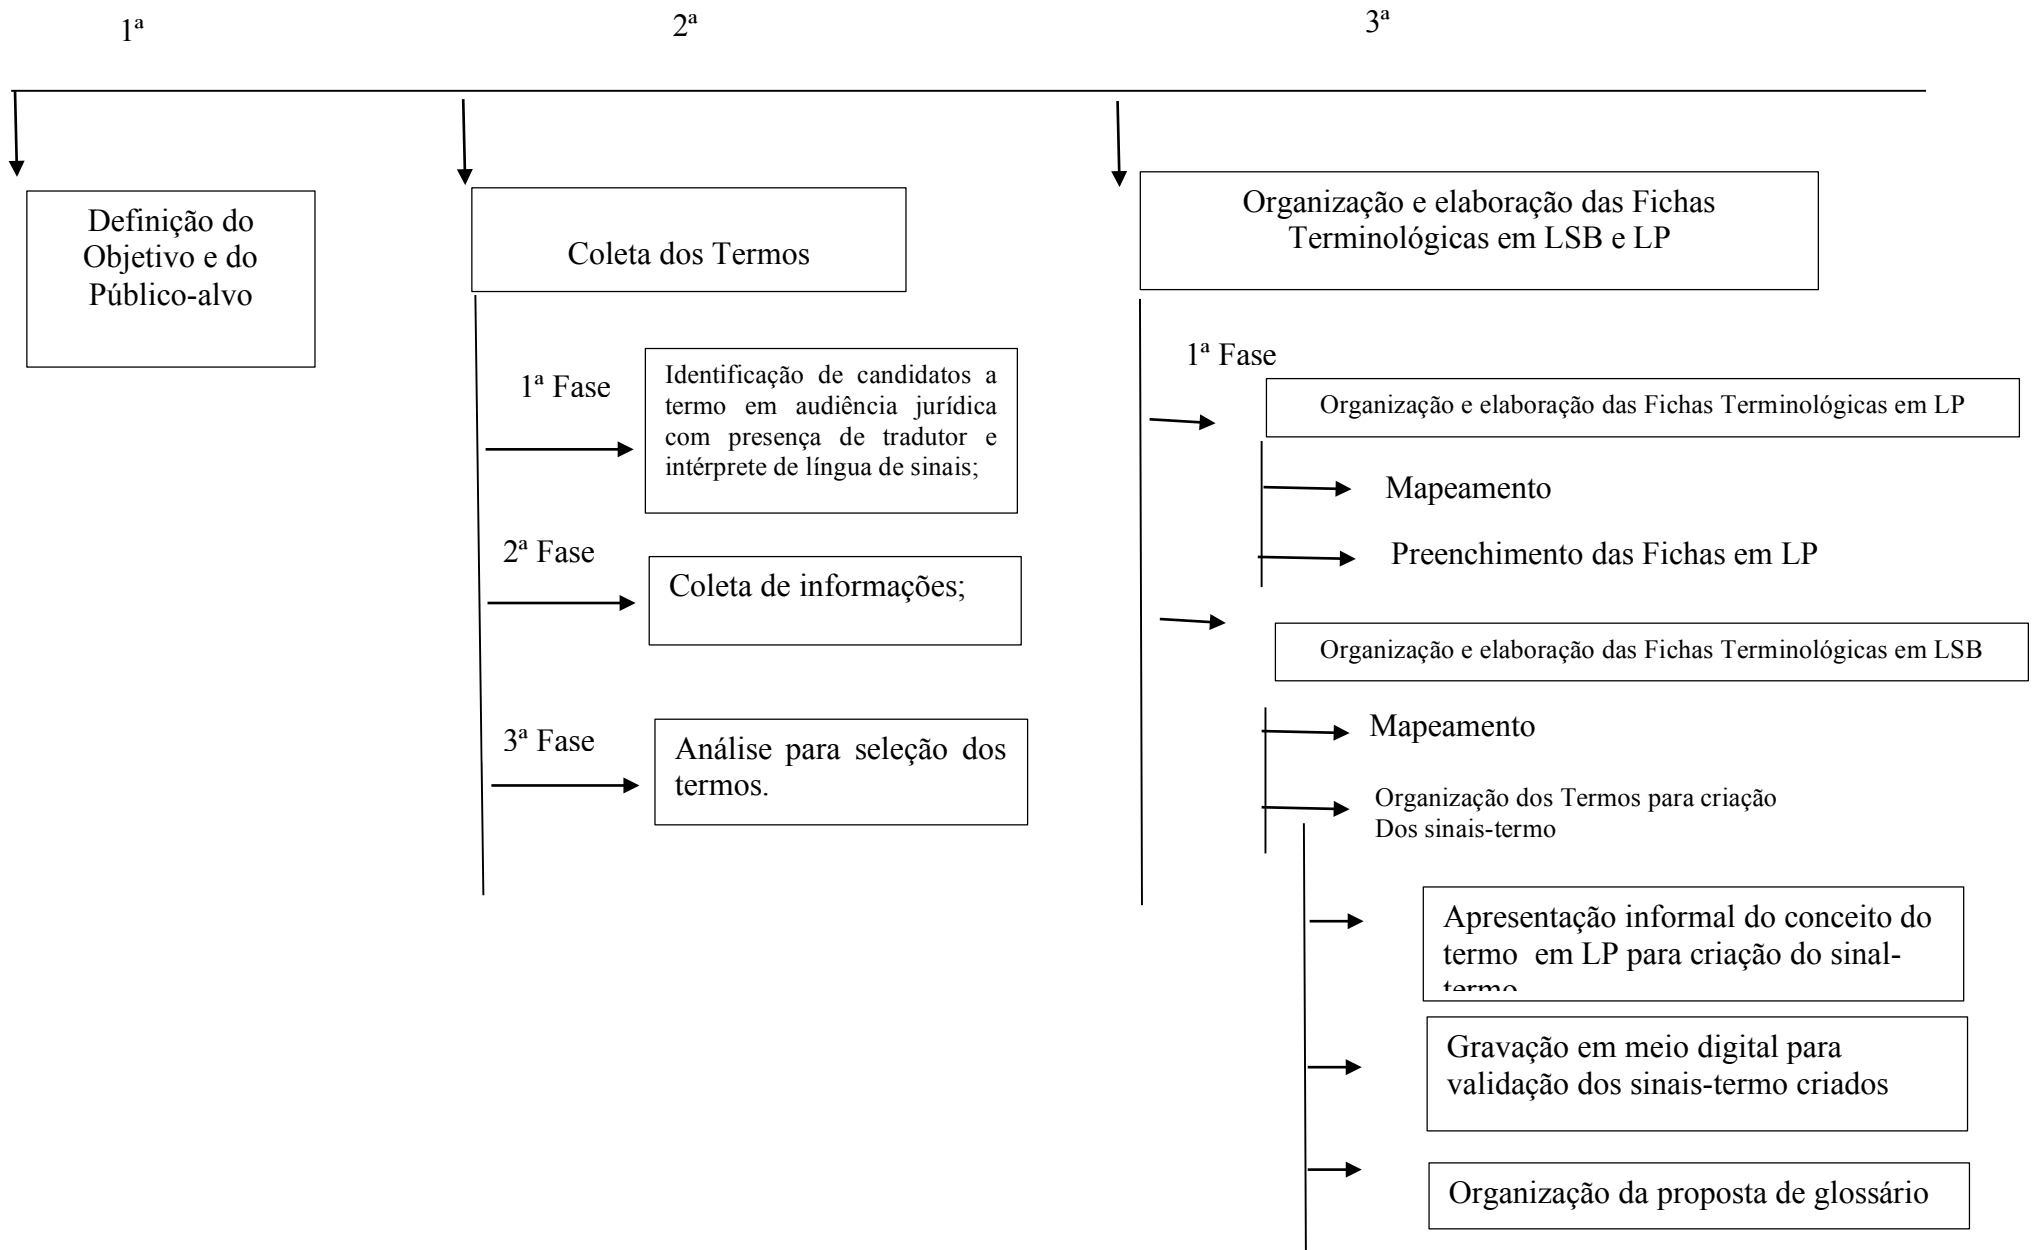 1ª
2ª
3ª
Definição do
Objetivo e do
Público-alvo
Coleta dos Termos
1ª Fase
Identificação de candidatos a
termo em audiência jurídica
com presença de tradutor e
intérprete de língua de sinais;
2ª Fase
Coleta de informações;
3ª Fase
Análise para seleção dos
termos.
Organização e elaboração das Fichas
Terminológicas em LSB e LP
1ª Fase
Organização e elaboração das Fichas Terminológicas em LP
Mapeamento
Preenchimento das Fichas em LP
Organização e elaboração das Fichas Terminológicas em LSB
Mapeamento
Organização dos Termos para criação
Dos sinais-termo
Apresentação informal do conceito do
termo em LP para criação do sinal-
termo
Gravação em meio digital para
validação dos sinais-termo criados
Organização da proposta de glossário